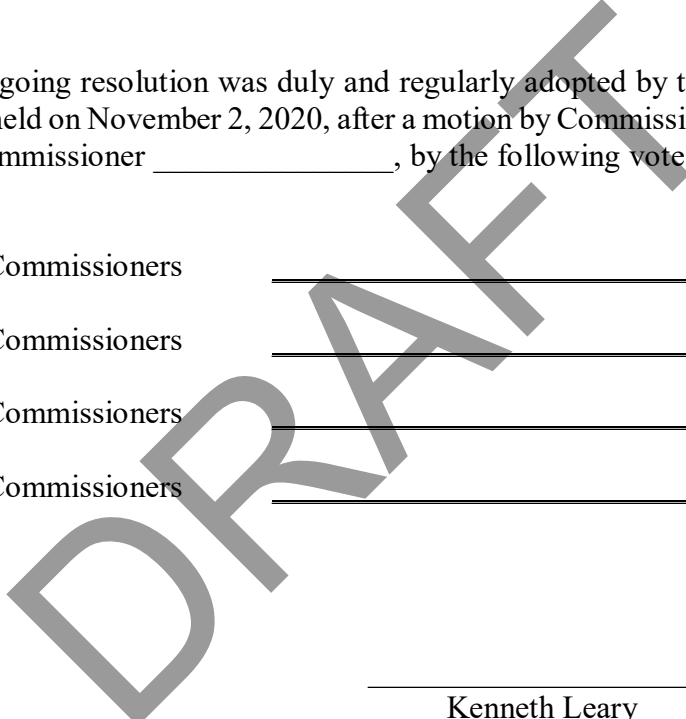 going resolution was duly and regularly adopted by t
held on November 2, 2020, after a motion by Commissi
mmissioner _______________, by the following vote
Commissioners
Commissioners
Commissioners
Commissioners
DRAFT
Kenneth Leary